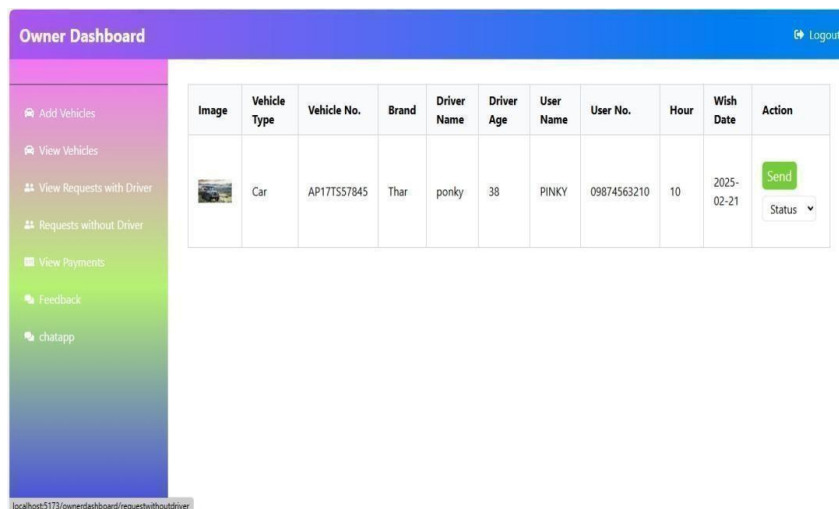 Owner Dashboard
Logout
Add Vehicles
View Vehicles
View Requests with Driver
Requests without Driver
View Payments
Feedback
chatapp
Image Vehicle Type Vehicle No. Brand Driver Name Driver Age User Name User No. Hour Wish Date Action
Car AP17TS57845 Thar ponky 38 PINKY 09874563210 10 2025-02-21 Send
Status
localhost:5173/ownerdashboard/requestwithoutdriver